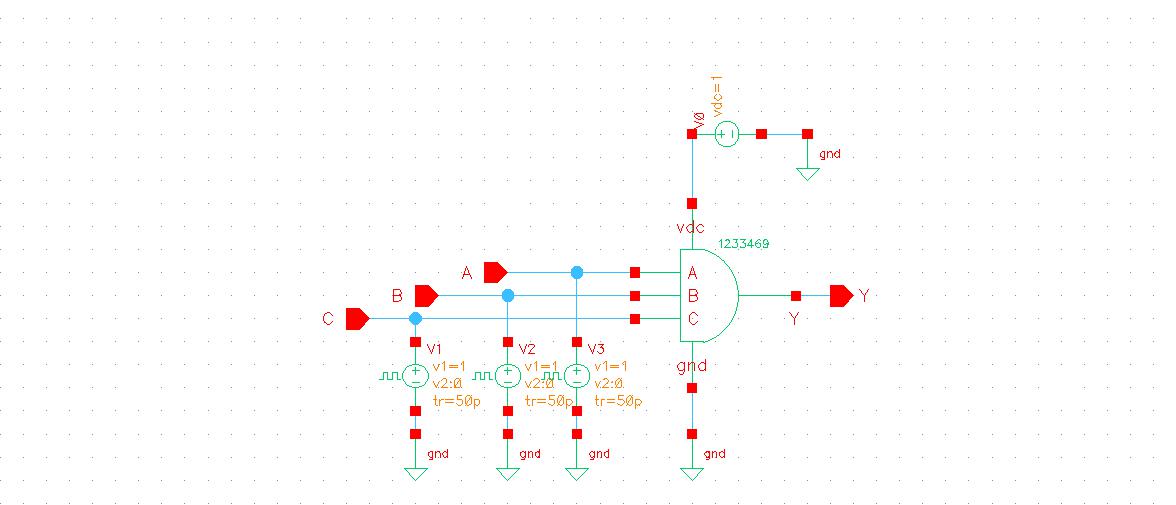 vdc=1
V0
gnd
vdc
1233469
A
A
B
B
Y
C
C
Y
V1
V2
V3
gnd
v1=1
v1=1
v1=1
v2:0
v2:0
v2:0
tr=50p
tr=50p
tr=50p
gnd
gnd
gnd
gnd